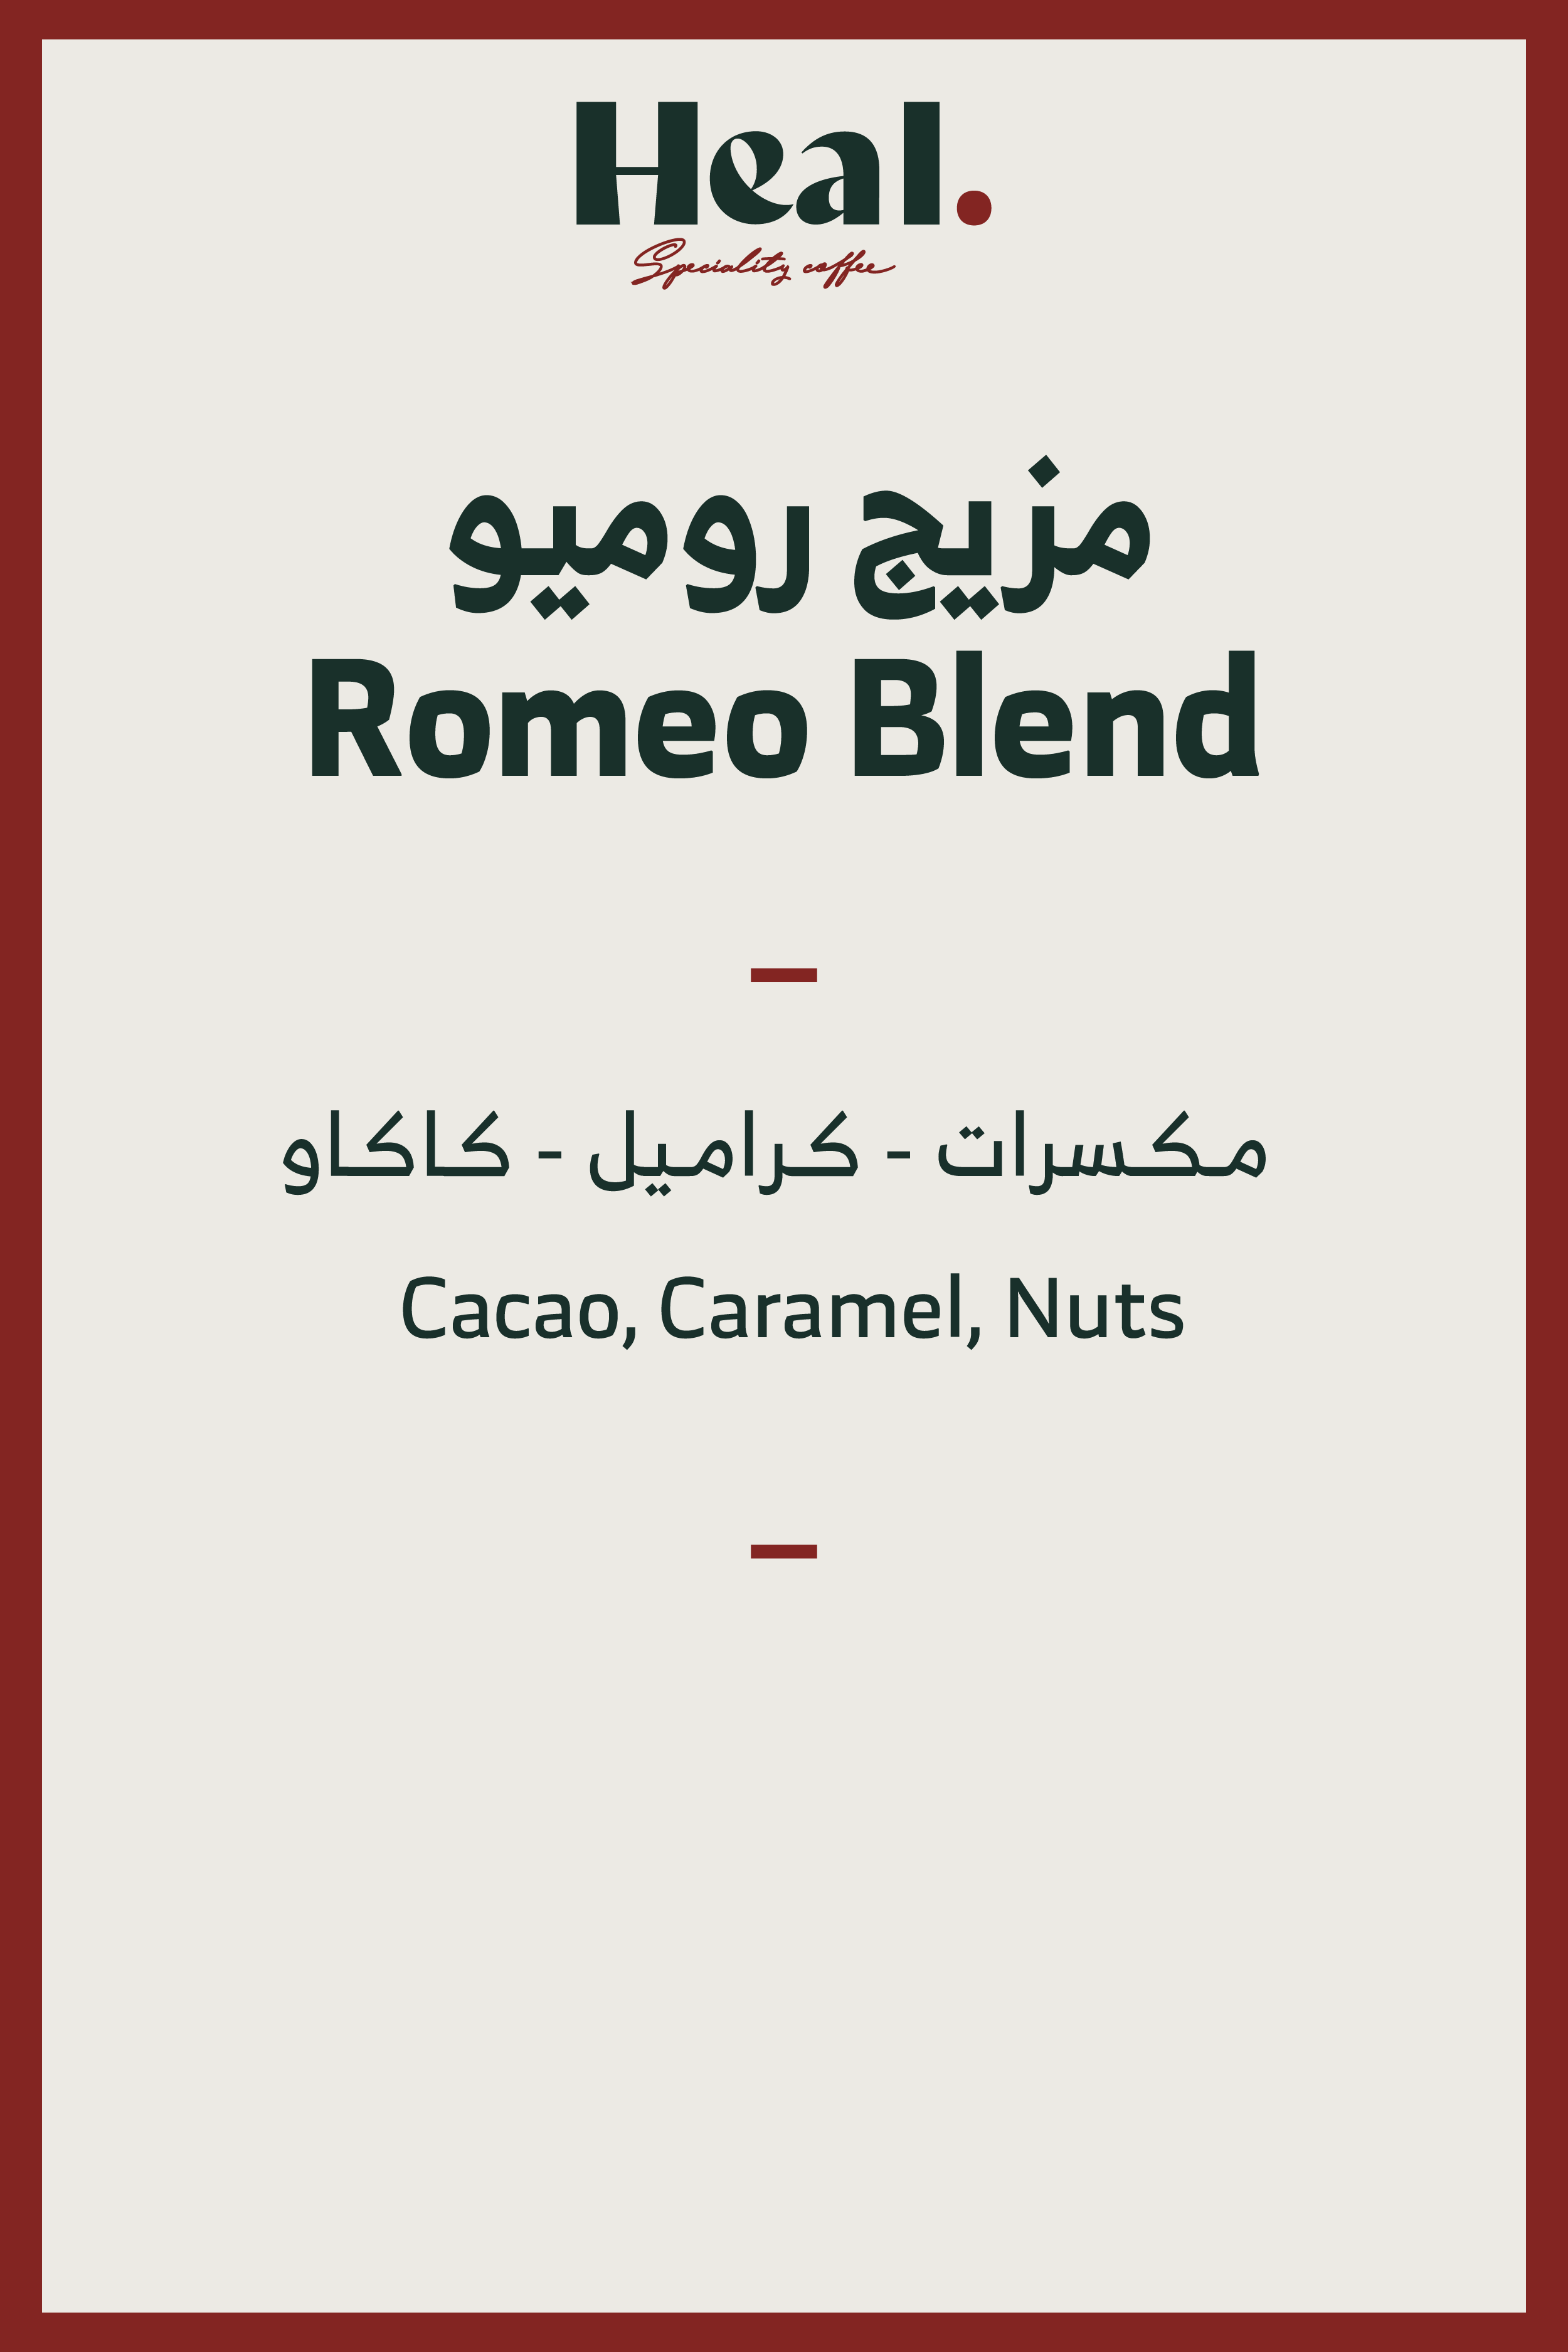 Heal.
Speciality coffee
مزيج روميو
Romeo Blend
مكسرات - كراميل - كاكاو
Cacao, Caramel, Nuts